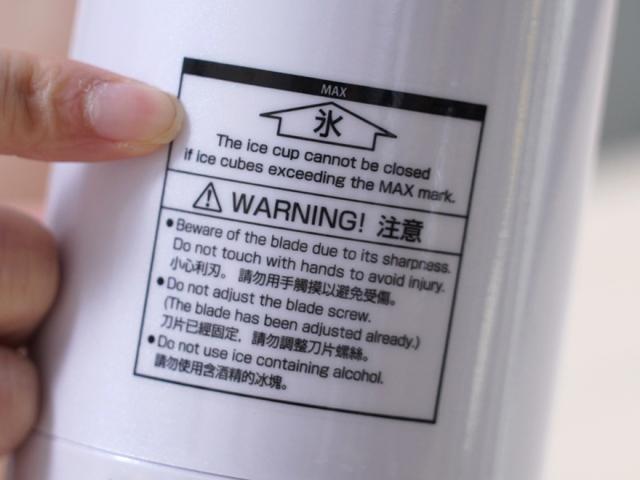 MAX
氷
The ice cup cannot be closed
if ice cubes exceeding the MAX mark.
WARNING! 注意
•Beware of the blade due to its sharpness.
Do not touch with hands to avoid injury.
小心利刃。請勿用手觸摸以避免受傷。
•Do not adjust the blade screw.
(The blade has been adjusted already.)
刀片已經固定，請勿調整刀片螺絲。
•Do not use ice containing alcohol.
請勿使用含酒精的冰塊。